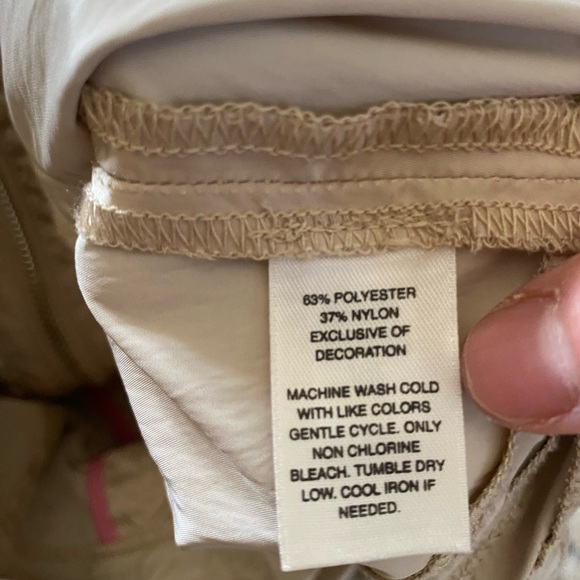 63% POLYESTER
37% NYLON
EXCLUSIVE OF
DECORATION
MACHINE WASH COLD
WITH LIKE COLORS
GENTLE CYCLE. ONLY
NON CHLORINE
BLEACH. TUMBLE DRY
LOW. COOL IRON IF
NEEDED.